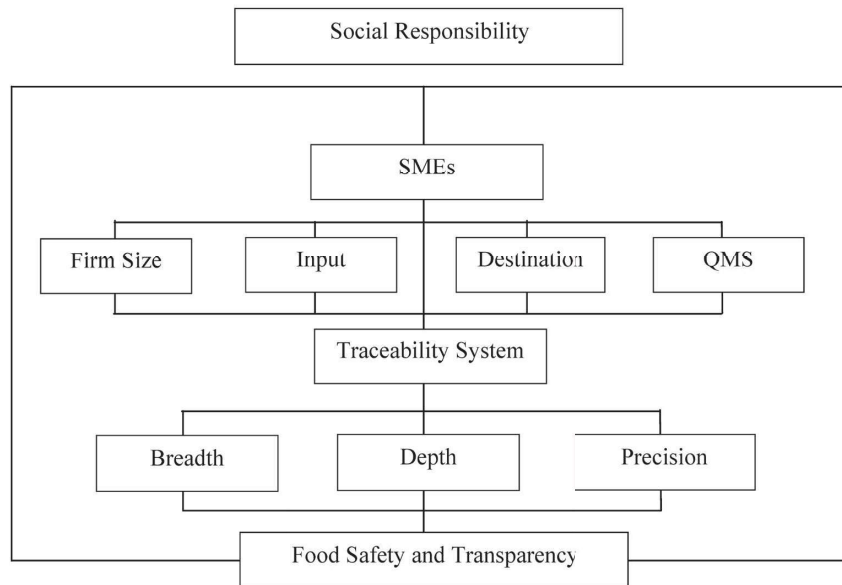 Social Responsibility
SMEs
Firm Size
Input
Destination
QMS
Traceability System
Breadth
Depth
Precision
Food Safety and Transparency